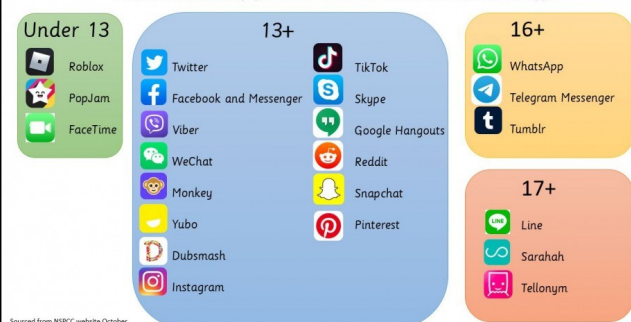 Under 13
Roblox
PopJam
FaceTime
13+
Twitter
Facebook and Messenger
Viber
WeChat
Monkey
Yubo
Dubsmash
Instagram
TikTok
Skype
Google Hangouts
Reddit
Snapchat
Pinterest
16+
WhatsApp
Telegram Messenger
Tumblr
17+
Line
Sarahah
Tellonym
Sourced from NSPCC website October